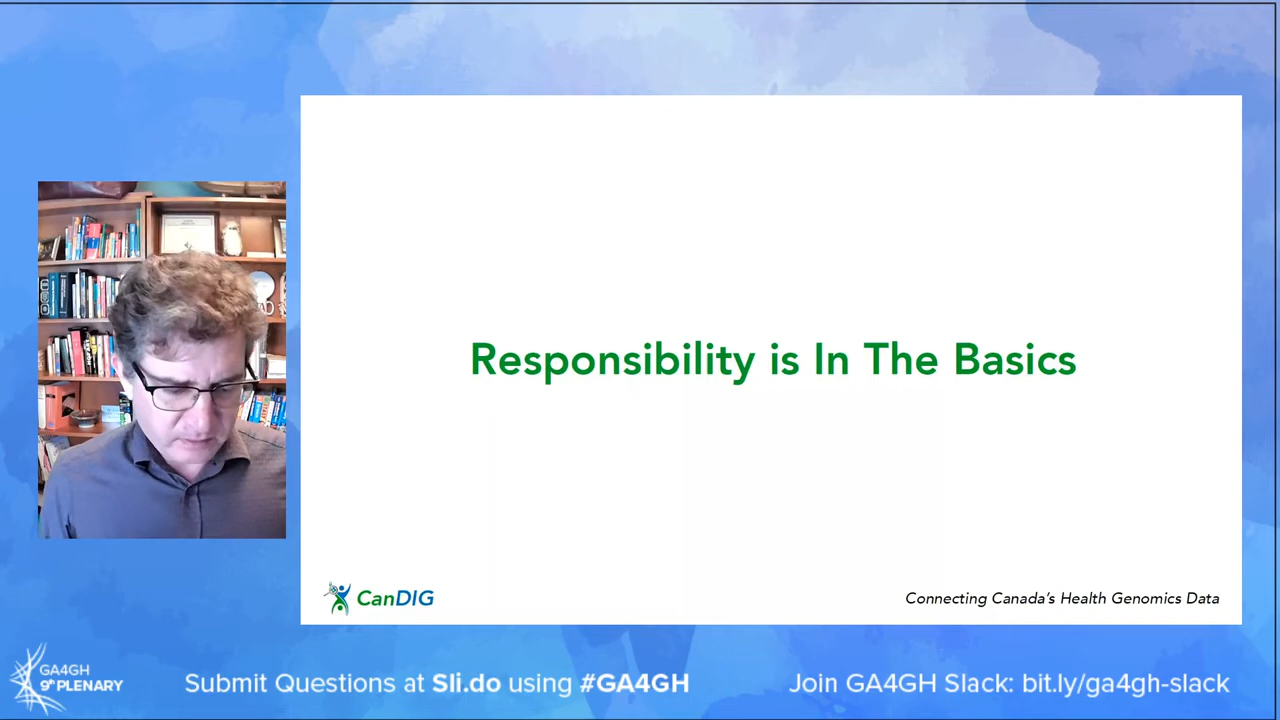 Responsibility is In The Basics
CanDIG
Connecting Canada's Health Genomics Data
GA4GH
9th PLENARY
Submit Questions at Sli.do using #GA4GH
Join GA4GH Slack: bit.ly/ga4gh-slack